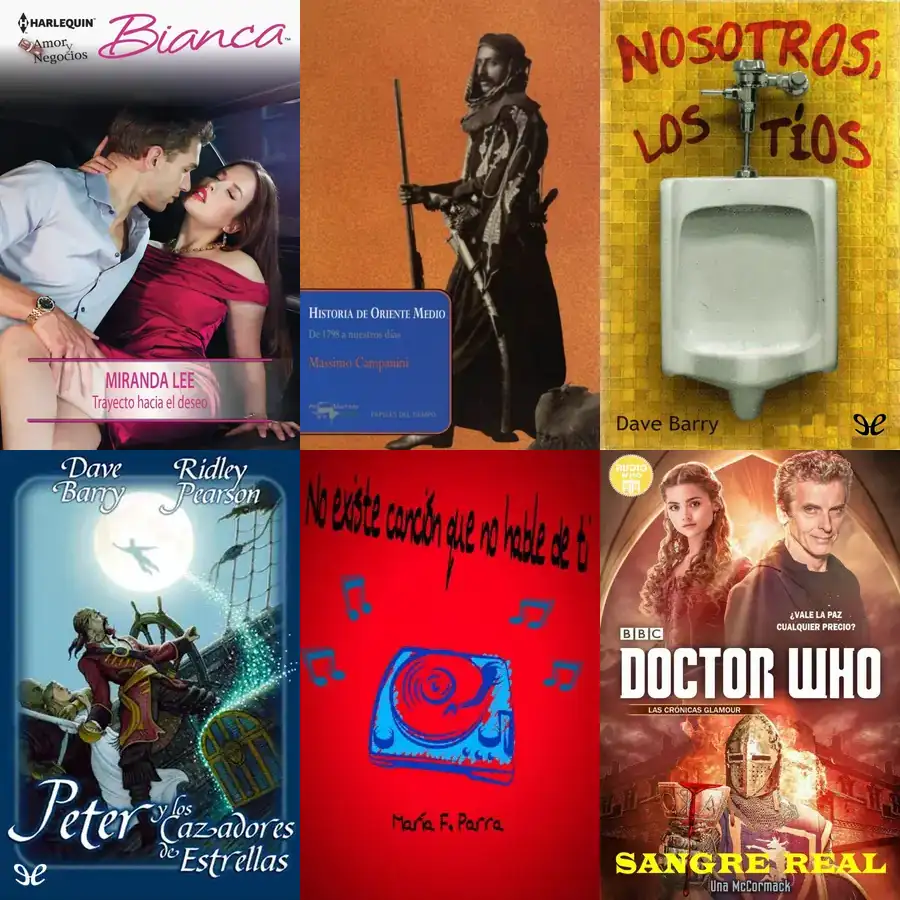 HARLEQUIN
Bianca
Amor y
Negocios
MIRANDA LEE
Trayecto hacia el deseo
HISTORIA DE ORIENTE MEDIO
De 1798 a nuestros días
Massimo Campanini
PAPELES DEL TIEMPO
NOSOTROS,
LOS TÍOS
Dave Barry
Dave Barry
Ridley Pearson
Peter y los
Cazadores
de Estrellas
No existe canción que no hable de ti
María F. Parra
AUDIO
WHO
¿VALE LA PAZ
CUALQUIER PRECIO?
BBC
DOCTOR WHO
LAS CRÓNICAS GLAMOUR
SANGRE REAL
Una McCormack